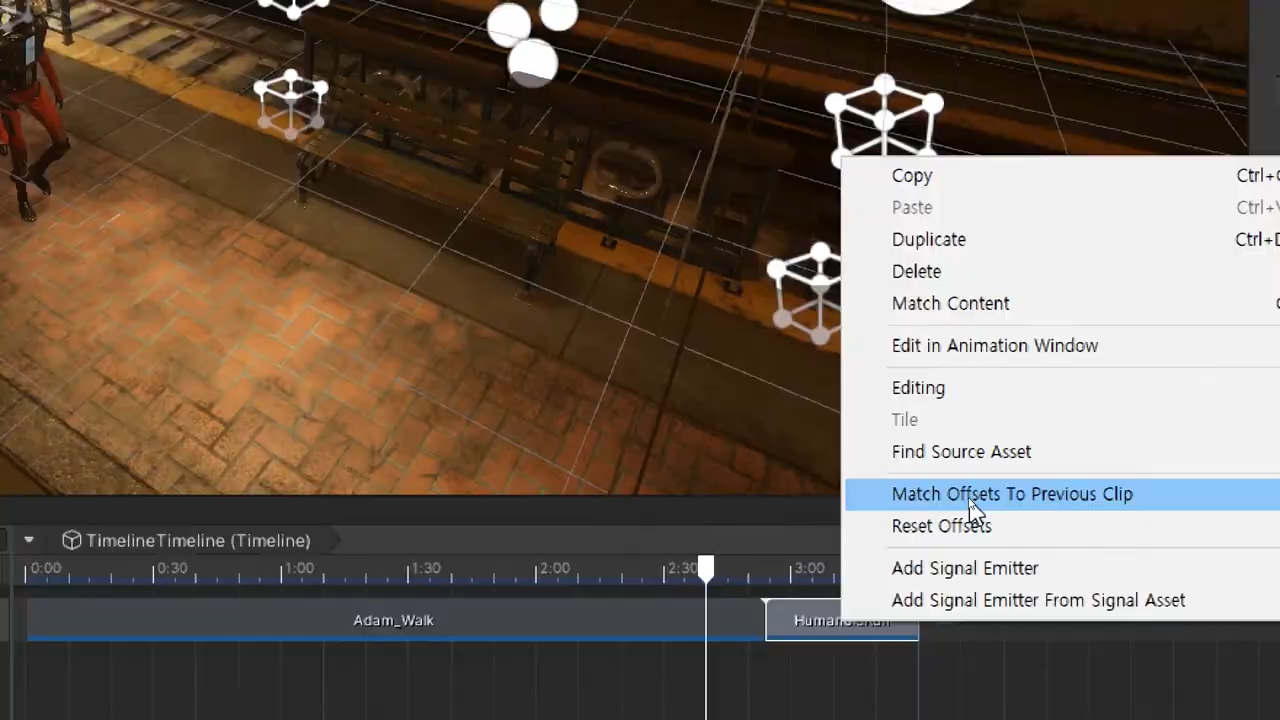 Copy Ctrl+C
Paste Ctrl+V
Duplicate Ctrl+D
Delete
Match Content
Edit in Animation Window
Editing
Tile
Find Source Asset
Match Offsets To Previous Clip
Reset Offsets
Add Signal Emitter
Add Signal Emitter From Signal Asset
TimelineTimeline (Timeline)
0:00 0:30 1:00 1:30 2:00 2:30 3:00
Adam_Walk